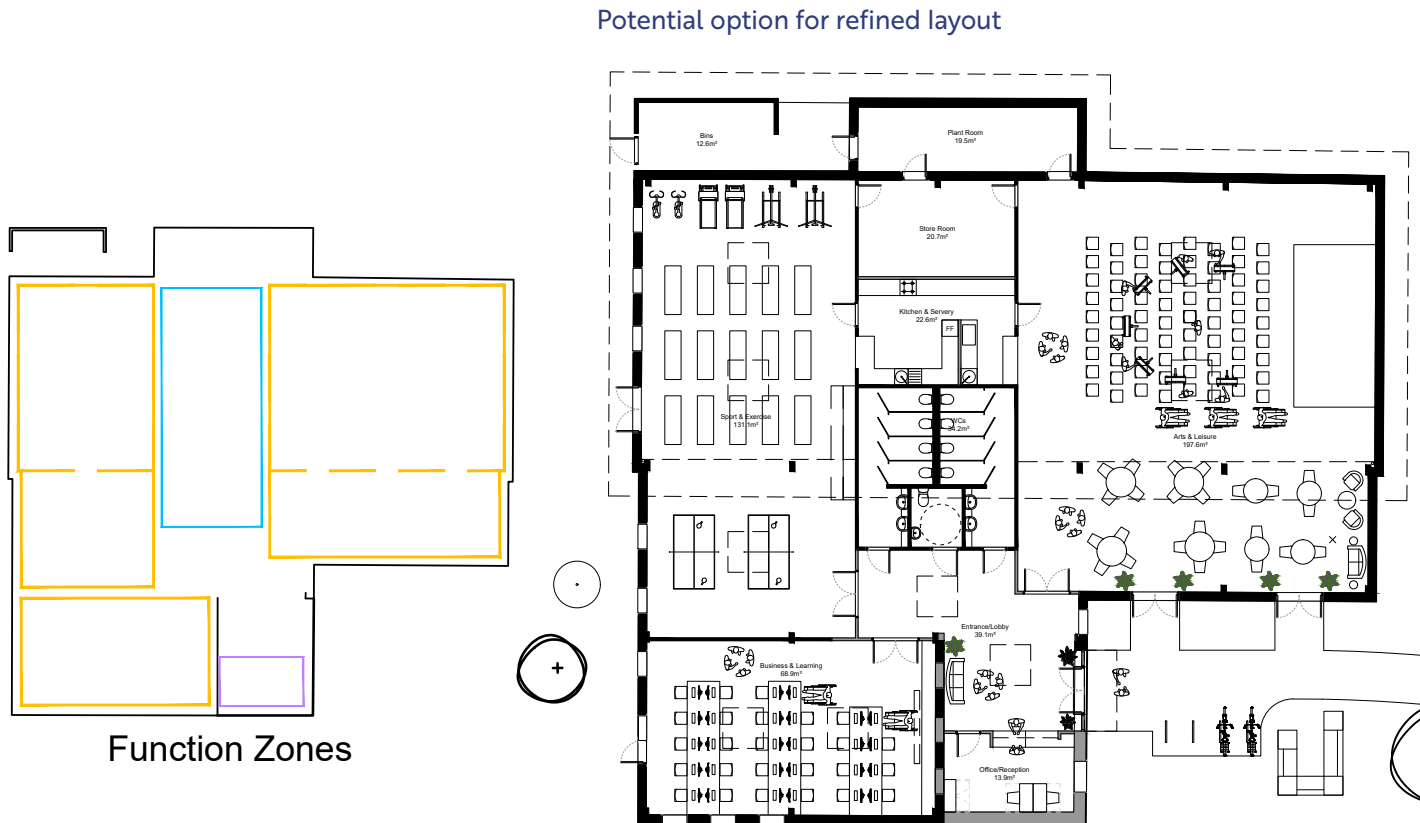 Potential option for refined layout
Bins
12.6m²
Plant Room
19.5m²
Store Room
20.7m²
Kitchen & Servery
22.6m²
FF
Sport & Exercise
131.1m²
WCs
34.2m²
Arts & Leisure
197.6m²
Entrance/Lobby
39.1m²
Business & Learning
68.9m²
Office/Reception
13.9m²
Function Zones